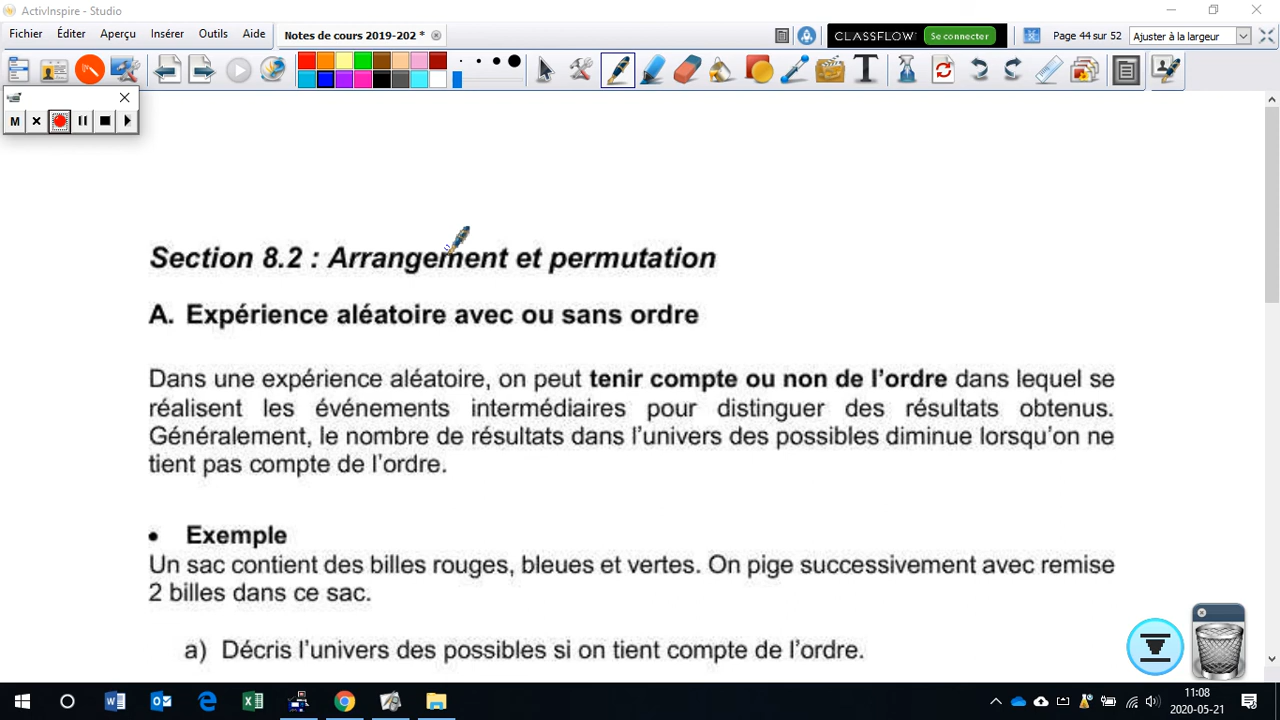 ActivInspire - Studio
Fichier Éditer Aperçu Insérer Outils Aide
Notes de cours 2019-202 *
CLASSFLOW Se connecter
Page 44 sur 52 Ajuster à la largeur
M
Section 8.2 : Arrangement et permutation
A. Expérience aléatoire avec ou sans ordre
Dans une expérience aléatoire, on peut tenir compte ou non de l'ordre dans lequel se
réalisent les événements intermédiaires pour distinguer des résultats obtenus.
Généralement, le nombre de résultats dans l'univers des possibles diminue lorsqu'on ne
tient pas compte de l'ordre.
• Exemple
Un sac contient des billes rouges, bleues et vertes. On pige successivement avec remise
2 billes dans ce sac.
a) Décris l'univers des possibles si on tient compte de l'ordre.
11:08
2020-05-21